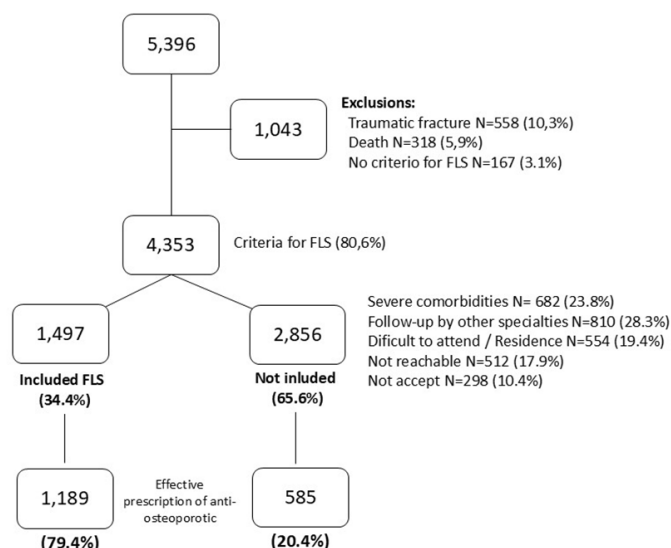 5,396
1,043
Exclusions:
Traumatic fracture N=558 (10,3%)
Death N=318 (5,9%)
No criterio for FLS N=167 (3.1%)
4,353
Criteria for FLS (80,6%)
1,497
Included FLS
(34.4%)
2,856
Not inluded
(65.6%)
Severe comorbidities N= 682 (23.8%)
Follow-up by other specialties N=810 (28.3%)
Dificult to attend / Residence N=554 (19.4%)
Not reachable N=512 (17.9%)
Not accept N=298 (10.4%)
1,189
(79.4%)
Effective
prescription of anti-
osteoporotic
585
(20.4%)